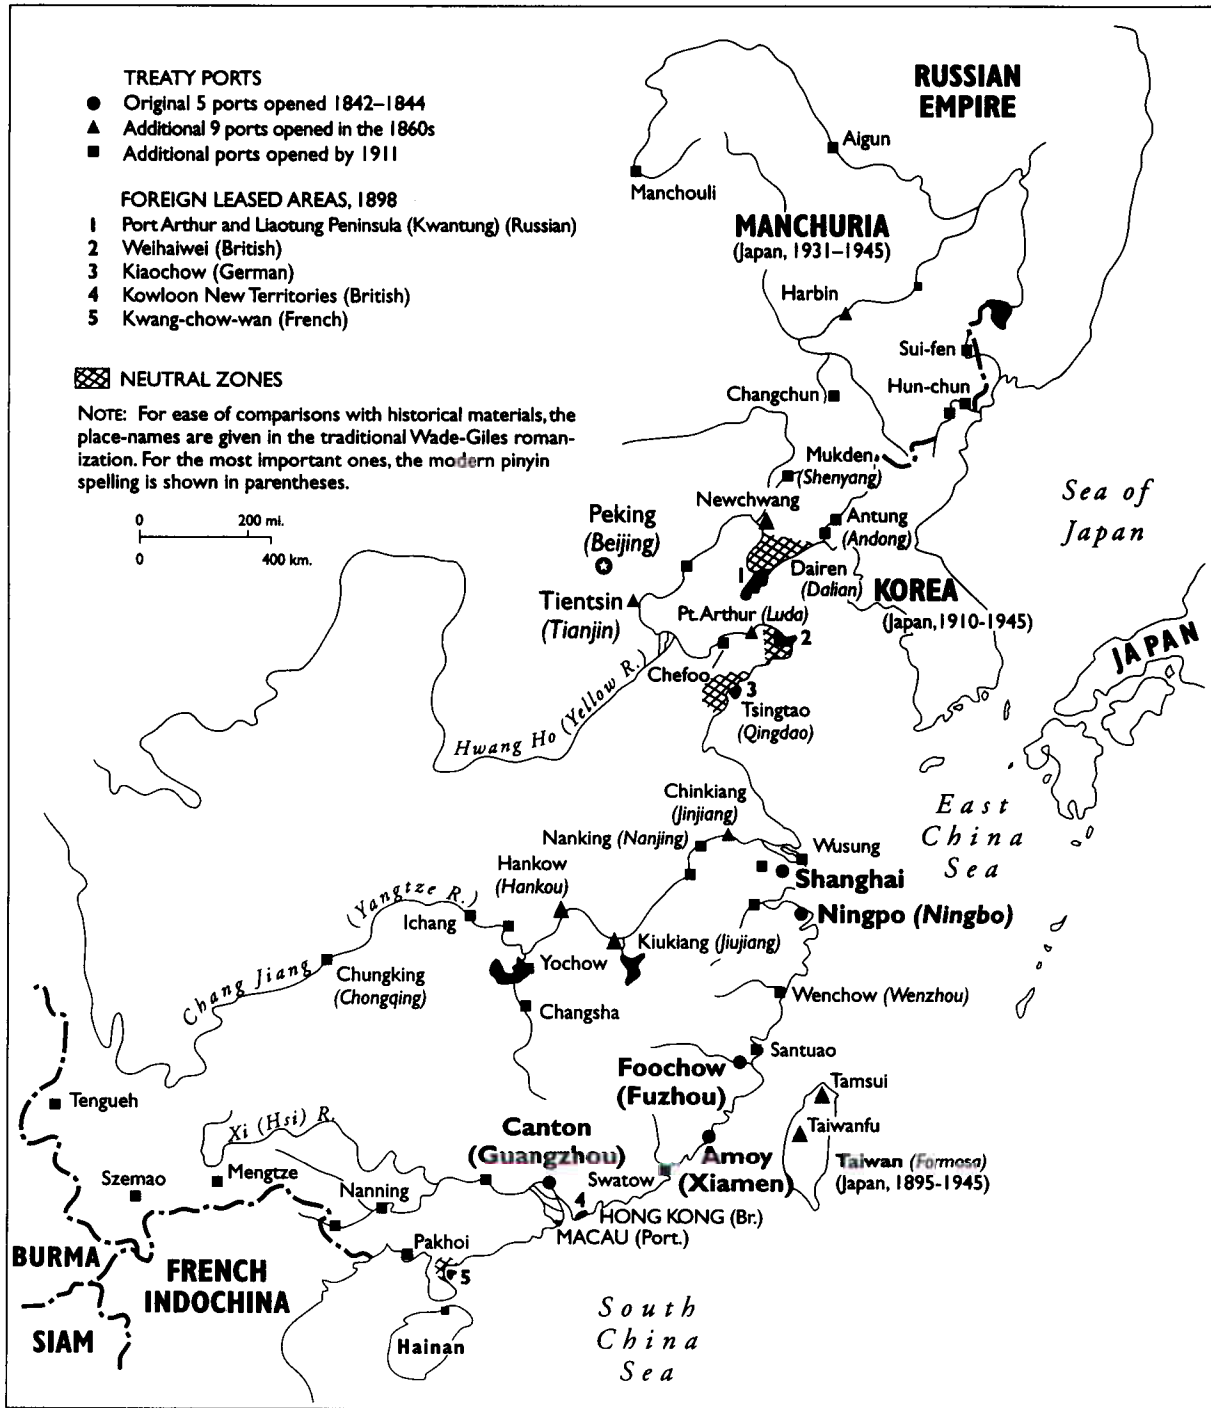 TREATY PORTS
Original 5 ports opened 1842–1844
Additional 9 ports opened in the 1860s
Additional ports opened by 1911
FOREIGN LEASED AREAS, 1898
1 Port Arthur and Liaotung Peninsula (Kwantung) (Russian)
2 Weihaiwei (British)
3 Kiaochow (German)
4 Kowloon New Territories (British)
5 Kwang-chow-wan (French)
NEUTRAL ZONES
NOTE: For ease of comparisons with historical materials, the
place-names are given in the traditional Wade-Giles roman-
ization. For the most important ones, the modern pinyin
spelling is shown in parentheses.
0 200 mi.
0 400 km.
RUSSIAN
EMPIRE
Aigun
Manchouli
MANCHURIA
(Japan, 1931–1945)
Harbin
Sui-fen
Hun-chun
Changchun
Mukden
(Shenyang)
Newchwang
Antung
(Andong)
Peking
(Beijing)
Sea of
Japan
1
Dairen
(Dalian)
KOREA
(Japan, 1910-1945)
Tientsin
(Tianjin)
Pt. Arthur (Luda)
2
Chefoo
3
Tsingtao
(Qingdao)
JAPAN
Hwang Ho (Yellow R.)
Chinkiang
(Jinjiang)
East
China
Sea
Nanking (Nanjing)
Wusung
Shanghai
Hankow
(Hankou)
Ningpo (Ningbo)
(Yangtze R.)
Ichang
Kiukiang (Jiujiang)
Chang Jiang
Chungking
(Chongqing)
Yochow
Changsha
Wenchow (Wenzhou)
Santuao
Foochow
(Fuzhou)
Tamsui
Taiwanfu
Tengueh
Xi (Hsi) R.
Canton
(Guangzhou)
Amoy
(Xiamen)
Taiwan (Formosa)
(Japan, 1895-1945)
Szemao
Mengtze
Nanning
Swatow
4
HONG KONG (Br.)
MACAU (Port.)
Pakhoi
5
BURMA
FRENCH
INDOCHINA
SIAM
Hainan
South
China
Sea